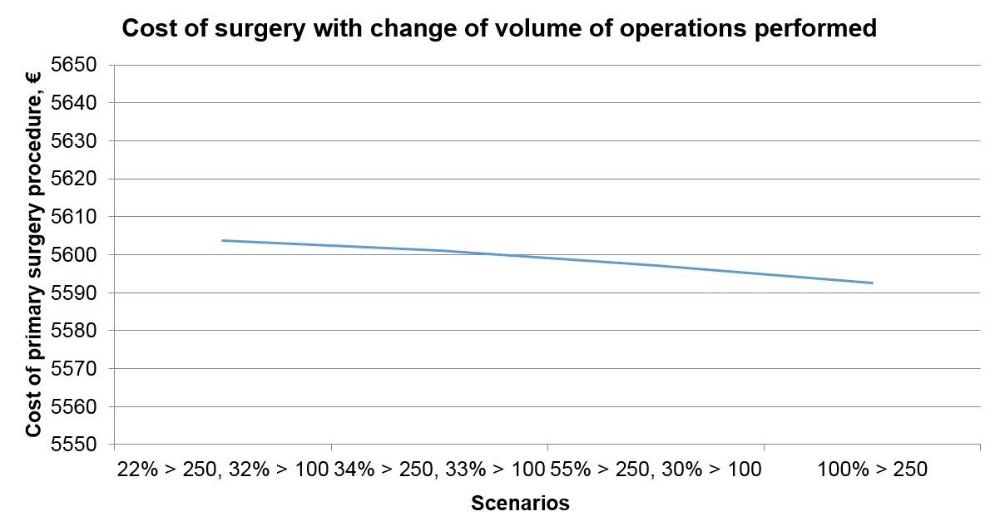 Cost of surgery with change of volume of operations performed
Cost of primary surgery procedure, €
5650
5640
5630
5620
5610
5600
5590
5580
5570
5560
5550
22% > 250, 32% > 100 34% > 250, 33% > 100 55% > 250, 30% > 100 100% > 250
Scenarios